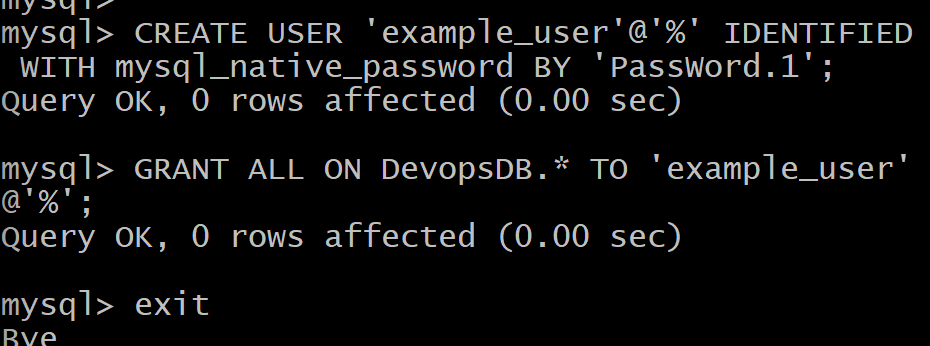 mysql>
mysql> CREATE USER 'example_user'@'%' IDENTIFIED
WITH mysql_native_password BY 'PassWord.1';
Query OK, 0 rows affected (0.00 sec)
mysql> GRANT ALL ON DevopsDB.* TO 'example_user'
@'%';
Query OK, 0 rows affected (0.00 sec)
mysql> exit
Bye